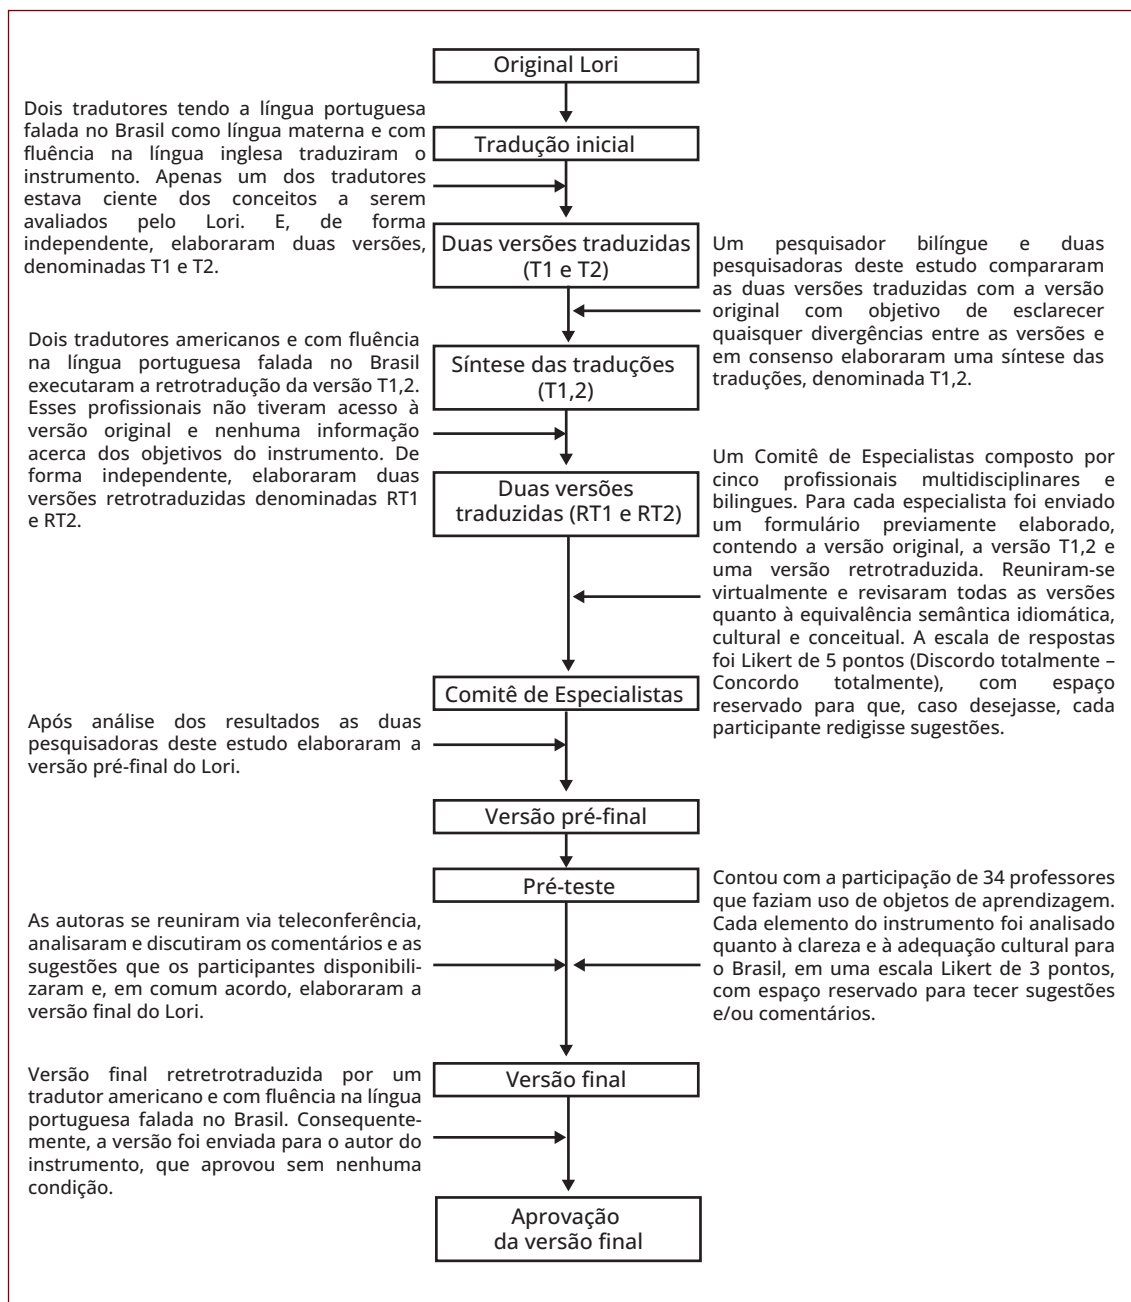 Original Lori
Dois tradutores tendo a língua portuguesa
falada no Brasil como língua materna e com
fluência na língua inglesa traduziram o
instrumento. Apenas um dos tradutores
estava ciente dos conceitos a serem
avaliados pelo Lori. E, de forma
independente, elaboraram duas versões,
denominadas T1 e T2.
Tradução inicial
Duas versões traduzidas
(T1 e T2)
Um pesquisador bilíngue e duas
pesquisadoras deste estudo compararam
as duas versões traduzidas com a versão
original com objetivo de esclarecer
quaisquer divergências entre as versões e
em consenso elaboraram uma síntese das
traduções, denominada T1,2.
Dois tradutores americanos e com fluência
na língua portuguesa falada no Brasil
executaram a retrotradução da versão T1,2.
Esses profissionais não tiveram acesso à
versão original e nenhuma informação
acerca dos objetivos do instrumento. De
forma independente, elaboraram duas
versões retrotraduzidas denominadas RT1
e RT2.
Síntese das traduções
(T1,2)
Duas versões
traduzidas (RT1 e RT2)
Um Comitê de Especialistas composto por
cinco profissionais multidisciplinares e
bilingues. Para cada especialista foi enviado
um formulário previamente elaborado,
contendo a versão original, a versão T1,2 e
uma versão retrotraduzida. Reuniram-se
virtualmente e revisaram todas as versões
quanto à equivalência semântica idiomática,
cultural e conceitual. A escala de respostas
foi Likert de 5 pontos (Discordo totalmente –
Concordo totalmente), com espaço
reservado para que, caso desejasse, cada
participante redigisse sugestões.
Comitê de Especialistas
Após análise dos resultados as duas
pesquisadoras deste estudo elaboraram a
versão pré-final do Lori.
Versão pré-final
Pré-teste
Contou com a participação de 34 professores
que faziam uso de objetos de aprendizagem.
Cada elemento do instrumento foi analisado
quanto à clareza e à adequação cultural para
o Brasil, em uma escala Likert de 3 pontos,
com espaço reservado para tecer sugestões
e/ou comentários.
As autoras se reuniram via teleconferência,
analisaram e discutiram os comentários e as
sugestões que os participantes disponibili-
zaram e, em comum acordo, elaboraram a
versão final do Lori.
Versão final
Versão final retretrotraduzida por um
tradutor americano e com fluência na língua
portuguesa falada no Brasil. Consequente-
mente, a versão foi enviada para o autor do
instrumento, que aprovou sem nenhuma
condição.
Aprovação
da versão final